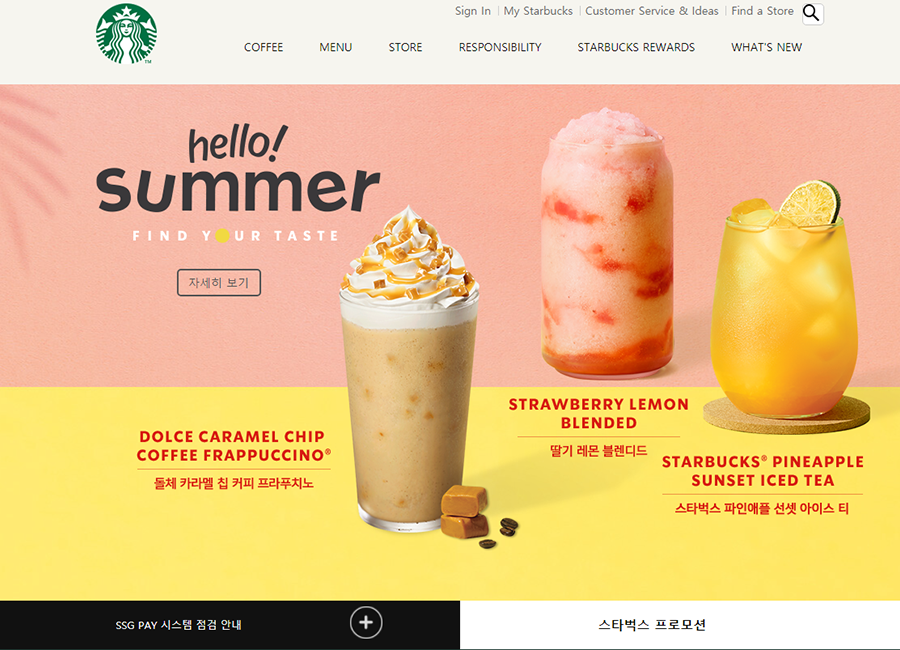 Sign In
My Starbucks
Customer Service & Ideas
Find a Store
TM
COFFEE
MENU
STORE
RESPONSIBILITY
STARBUCKS REWARDS
WHAT'S NEW
hello!
summer
FIND YOUR TASTE
자세히 보기
STRAWBERRY LEMON
BLENDED
딸기 레몬 블렌디드
DOLCE CARAMEL CHIP
COFFEE FRAPPUCCINO®
돌체 카라멜 칩 커피 프라푸치노
STARBUCKS® PINEAPPLE
SUNSET ICED TEA
스타벅스 파인애플 선셋 아이스 티
SSG PAY 시스템 점검 안내
스타벅스 프로모션